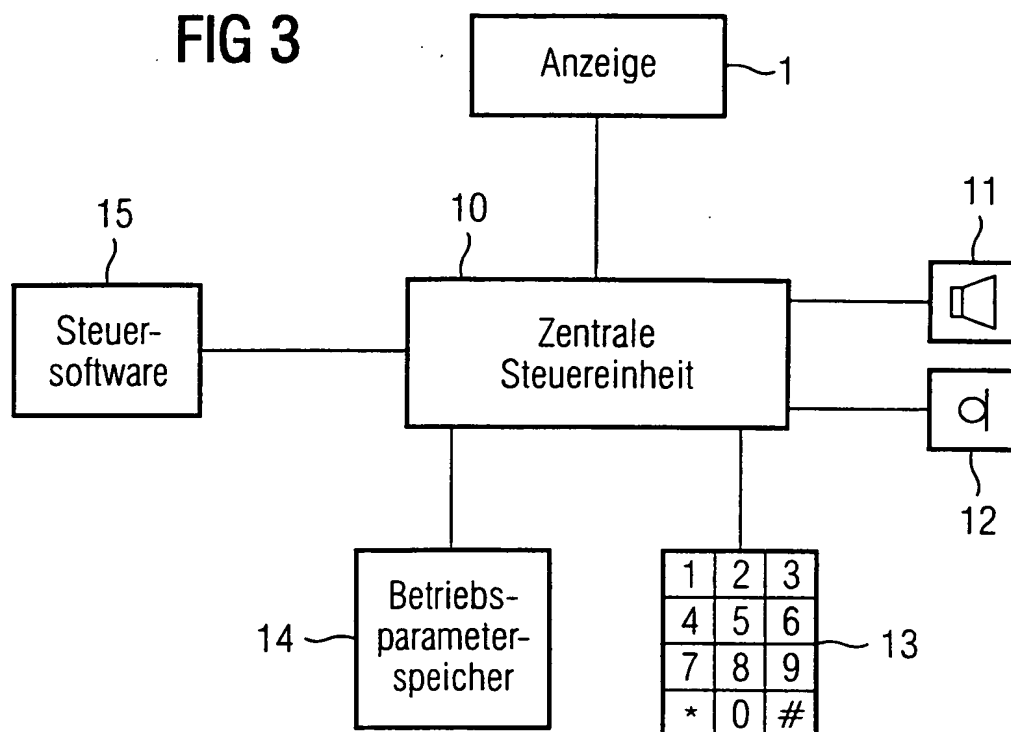 FIG 3
Anzeige
1
15
10
11
Steuer-
software
Zentrale
Steuereinheit
12
14
Betriebs-
parameter-
speicher
1 2 3
4 5 6
7 8 9
* 0 #
13